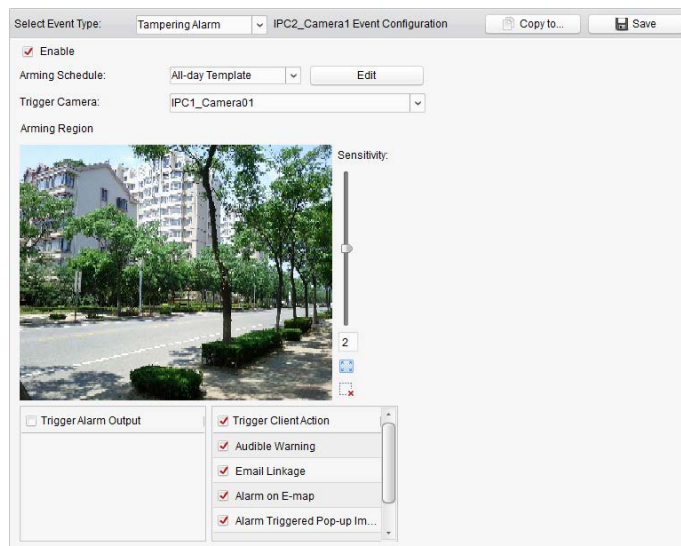 Select Event Type: Tampering Alarm IPC2_Camera1 Event Configuration Copy to... Save
Enable
Arming Schedule: All-day Template Edit
Trigger Camera: IPC1_Camera01
Arming Region
Sensitivity:
2
Trigger Alarm Output
Trigger Client Action
Audible Warning
Email Linkage
Alarm on E-map
Alarm Triggered Pop-up Im...